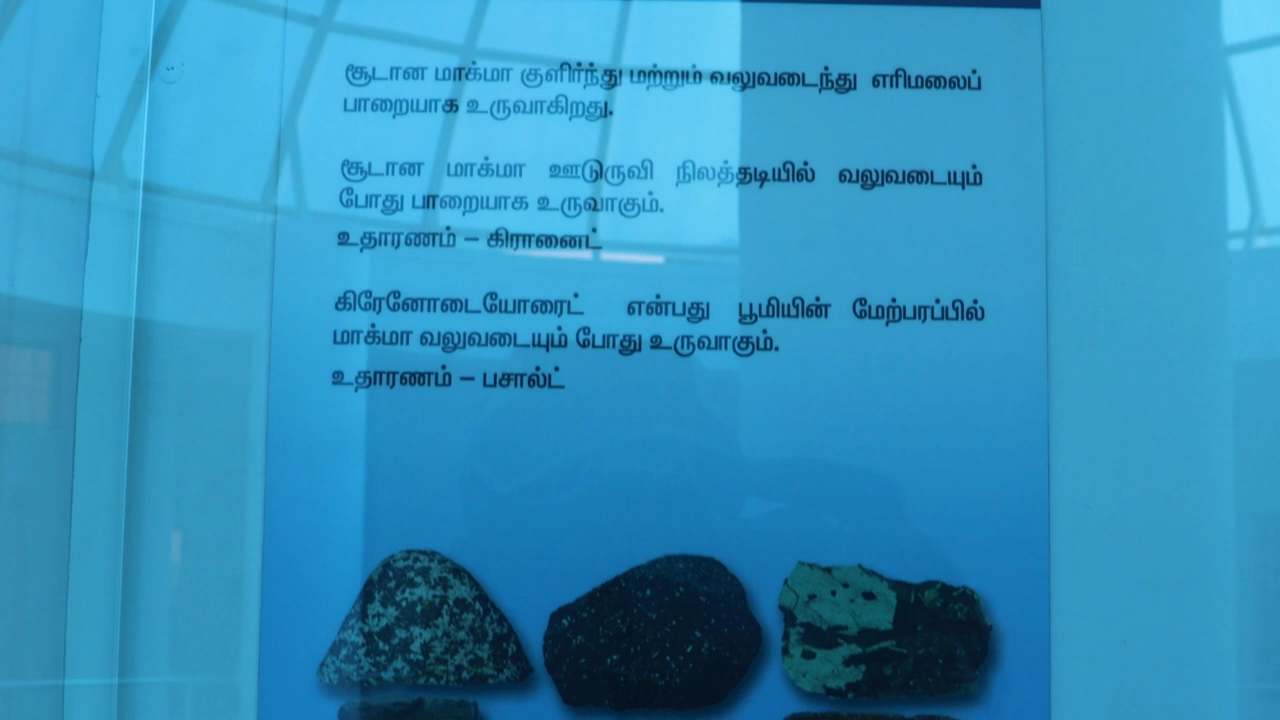 சூடான மாக்மா குளிர்ந்து மற்றும் வலுவடைந்து எரிமலைப்
பாறையாக உருவாகிறது.
சூடான மாக்மா ஊடுருவி நிலத்தடியில் வலுவடையும்
போது பாறையாக உருவாகும்.
உதாரணம் – கிரானைட்
கிரேனோடையோரைட் என்பது பூமியின் மேற்பரப்பில்
மாக்மா வலுவடையும் போது உருவாகும்.
உதாரணம் – பசால்ட்